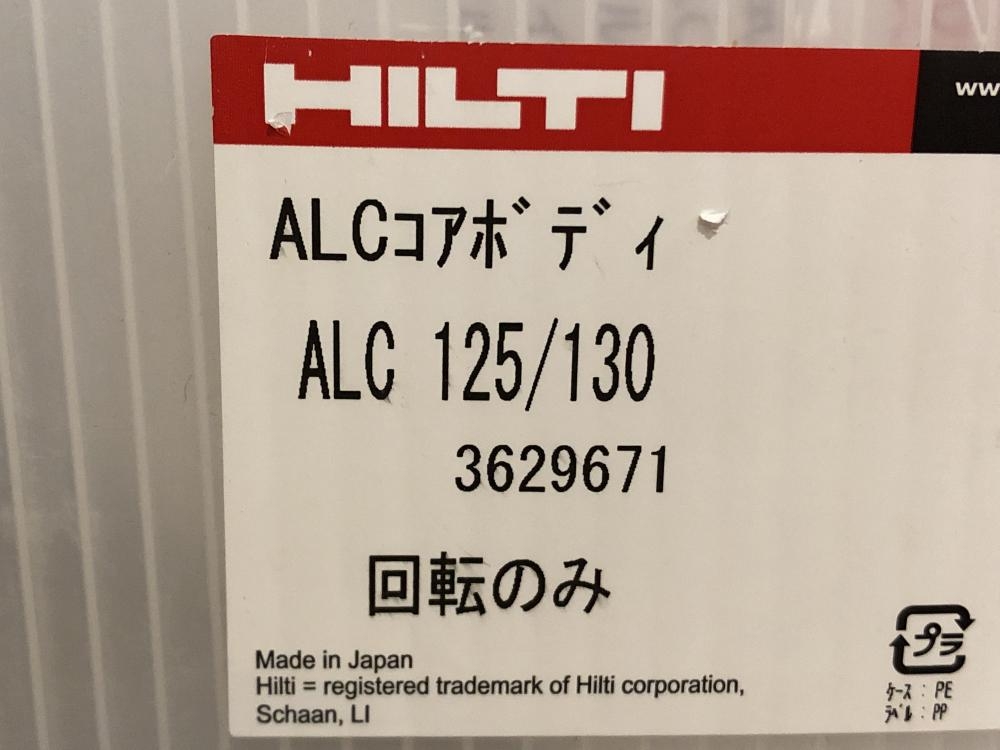 HILTI
ww
ALCコアボディ
ALC 125/130
3629671
回転のみ
Made in Japan
Hilti = registered trademark of Hilti corporation,
Schaan, LI
プラ
ケース : PE
ラベル : PP